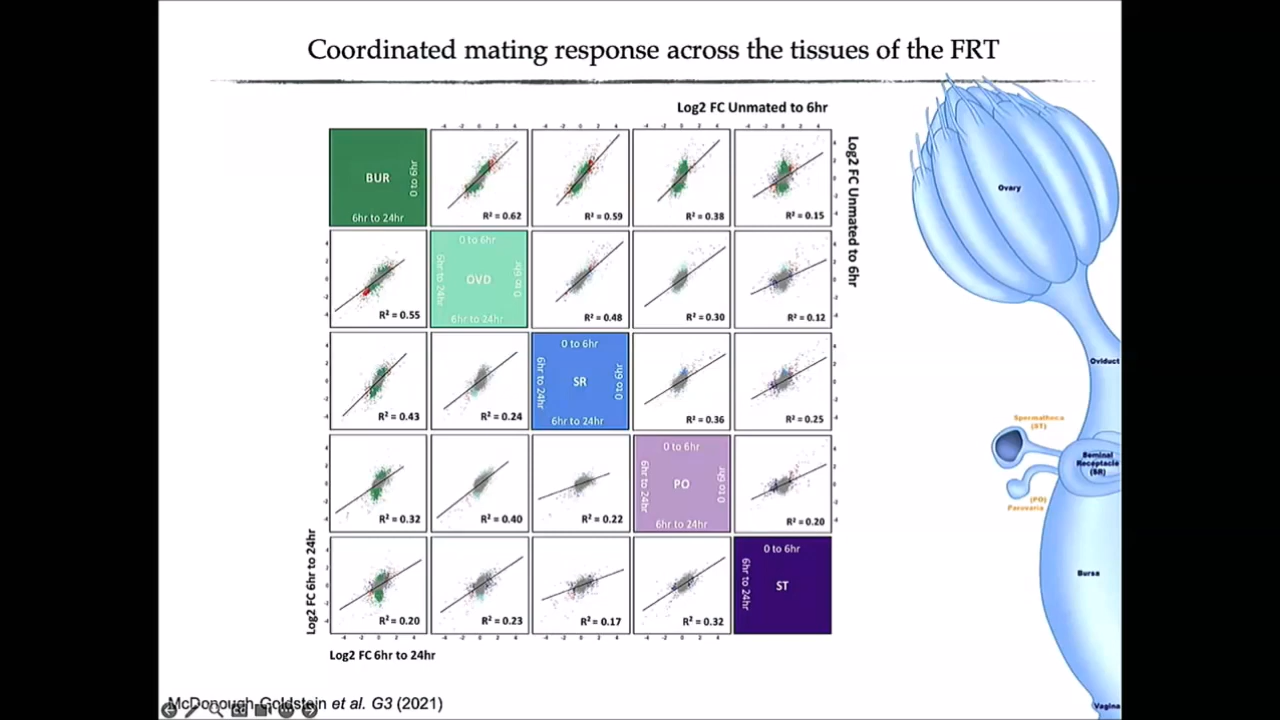 Coordinated mating response across the tissues of the FRT
Log2 FC Unmated to 6hr
BUR
0 to 6hr
6hr to 24hr
R² = 0.62
R² = 0.59
R² = 0.38
R² = 0.15
Log2 FC Unmated to 6hr
R² = 0.55
0 to 6hr
6hr to 24hr
OVD
0 to 6hr
6hr to 24hr
R² = 0.48
R² = 0.30
R² = 0.12
R² = 0.43
R² = 0.24
0 to 6hr
6hr to 24hr
SR
0 to 6hr
6hr to 24hr
R² = 0.36
R² = 0.25
R² = 0.32
R² = 0.40
R² = 0.22
0 to 6hr
6hr to 24hr
PO
0 to 6hr
6hr to 24hr
R² = 0.20
Log2 FC 6hr to 24hr
R² = 0.20
R² = 0.23
R² = 0.17
R² = 0.32
0 to 6hr
6hr to 24hr
ST
Log2 FC 6hr to 24hr
Ovary
Oviduct
Spermatheca
(ST)
Seminal
Receptacle
(SR)
(PO)
Parovaria
Bursa
Vagina
McDonough-Goldstein et al. G3 (2021)